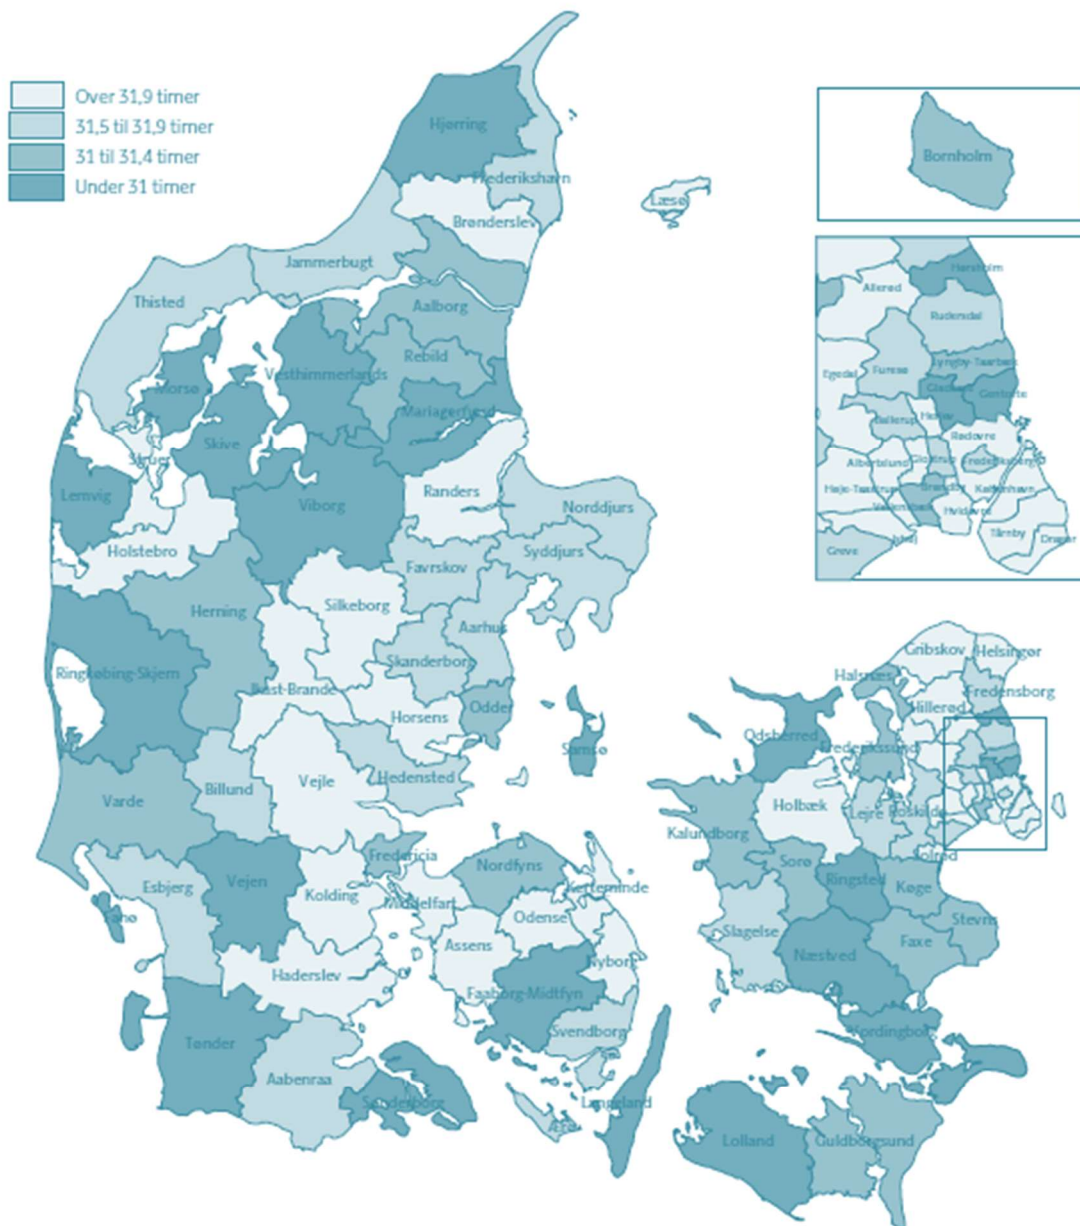 Over 31,9 timer
31,5 til 31,9 timer
31 til 31,4 timer
Under 31 timer
Hjørring
Frederikshavn
Brønderslev
Læsø
Jammerbugt
Thisted
Aalborg
Rebild
Vesthimmerlands
Morsø
Mariagerfjord
Skive
Struer
Lemvig
Viborg
Randers
Norddjurs
Holstebro
Syddjurs
Favrskov
Herning
Silkeborg
Aarhus
Skanderborg
Ringkøbing-Skjern
Ikast-Brande
Odder
Horsens
Samsø
Hedensted
Vejle
Billund
Varde
Fredericia
Nordfyns
Esbjerg
Vejen
Kolding
Kerteminde
Middelfart
Fanø
Odense
Assens
Nyborg
Haderslev
Faaborg-Midtfyn
Svendborg
Tønder
Aabenraa
Sønderborg
Langeland
Ærø
Bornholm
Hørsholm
Allerød
Rudersdal
Lyngby-Taarbæk
Egedal
Furesø
Gladsaxe
Gentofte
Ballerup
Herlev
Rødovre
Albertslund
Glostrup
Frederiksberg
Høje-Taastrup
Brøndby
København
Vallensbæk
Hvidovre
Tårnby
Dragør
Ishøj
Greve
Gribskov
Helsingør
Halsnæs
Fredensborg
Hillerød
Odsherred
Frederikssund
Holbæk
Lejre
Roskilde
Kalundborg
Solrød
Sorø
Ringsted
Køge
Stevns
Slagelse
Faxe
Næstved
Vordingborg
Lolland
Guldborgsund